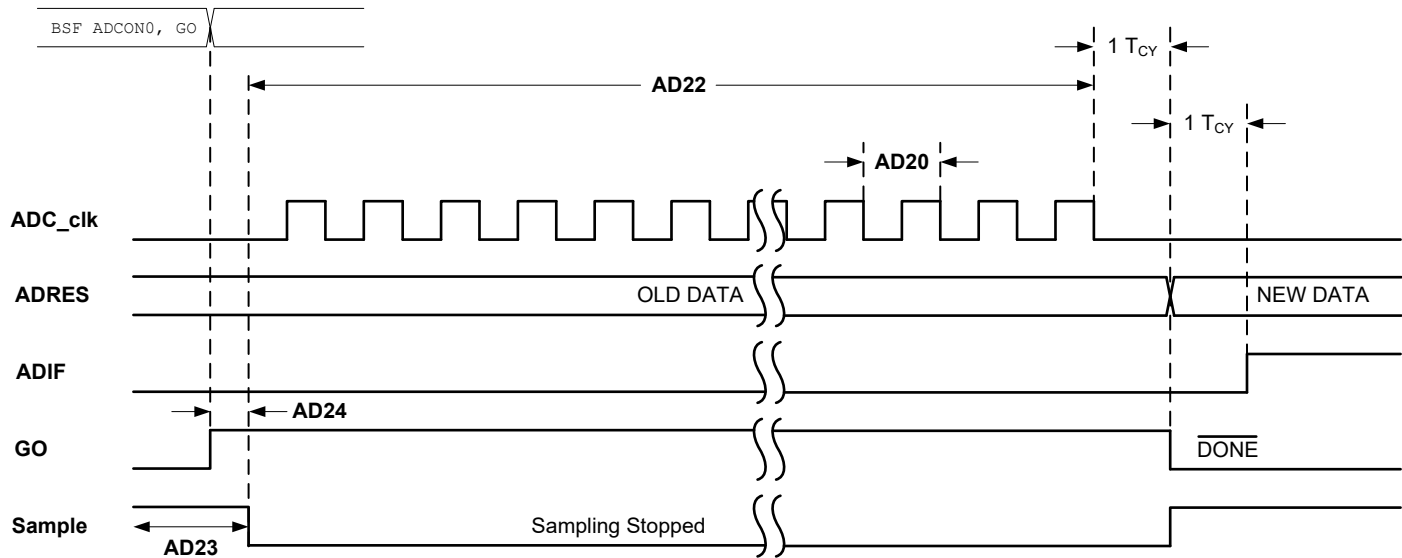 BSF ADCON0, GO
1 TCY
AD22
1 TCY
AD20
ADC_clk
ADRES
OLD DATA
NEW DATA
ADIF
AD24
GO
DONE
Sample
Sampling Stopped
AD23